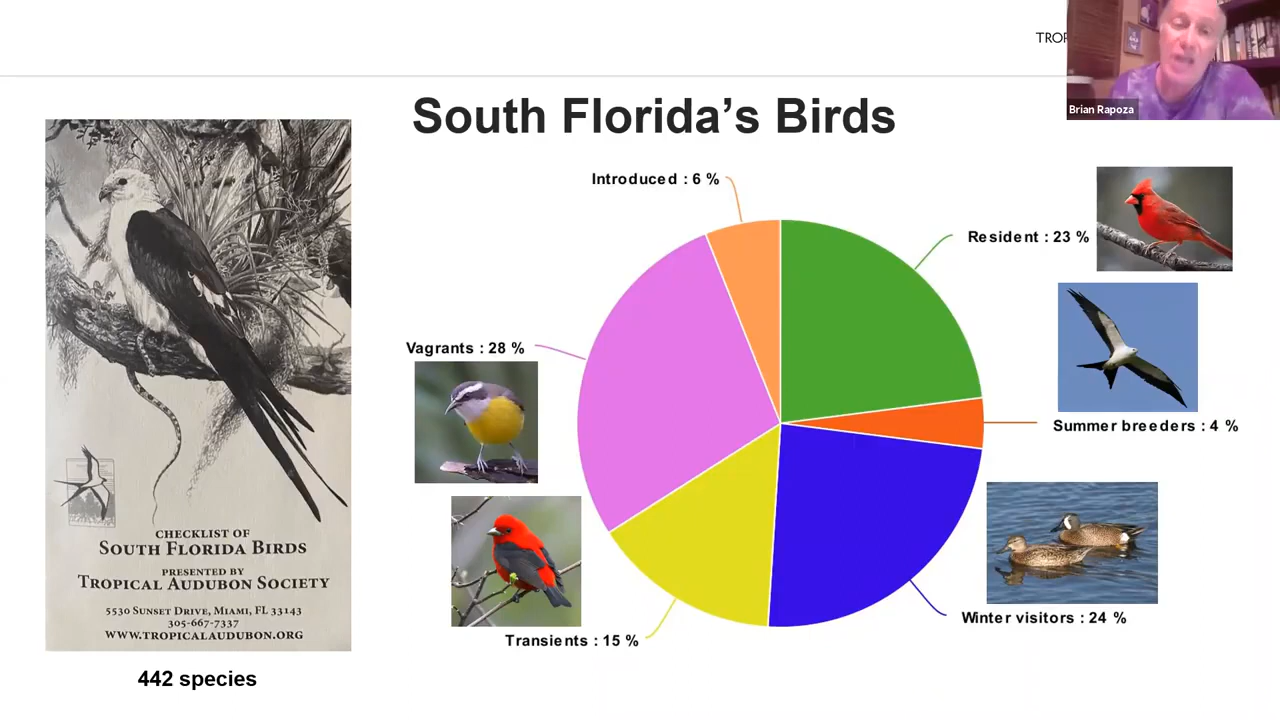 TROP
Brian Rapoza
South Florida's Birds
Introduced : 6 %
Resident : 23 %
Vagrants : 28 %
Summer breeders : 4 %
Winter visitors : 24 %
Transients : 15 %
CHECKLIST OF
SOUTH FLORIDA BIRDS
PRESENTED BY
TROPICAL AUDUBON SOCIETY
5530 SUNSET DRIVE, MIAMI, FL 33143
305-667-7337
WWW.TROPICALAUDUBON.ORG
442 species